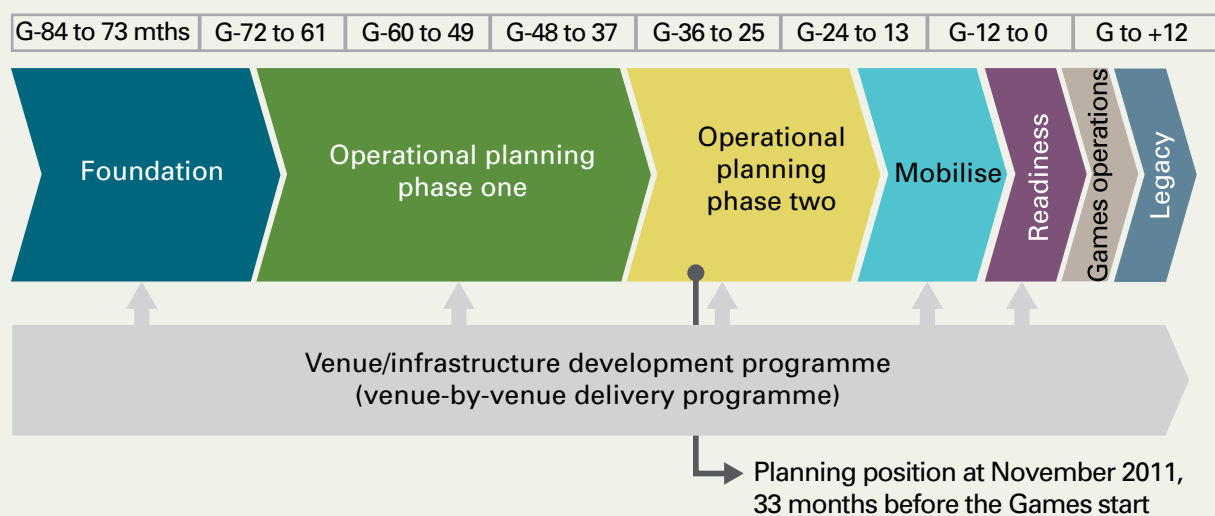 G-84 to 73 mths G-72 to 61 G-60 to 49 G-48 to 37 G-36 to 25 G-24 to 13 G-12 to 0 G to +12
Foundation
Operational planning
phase one
Operational
planning
phase two
Mobilise
Readiness
Games operations
Legacy
Venue/infrastructure development programme
(venue-by-venue delivery programme)
Planning position at November 2011,
33 months before the Games start